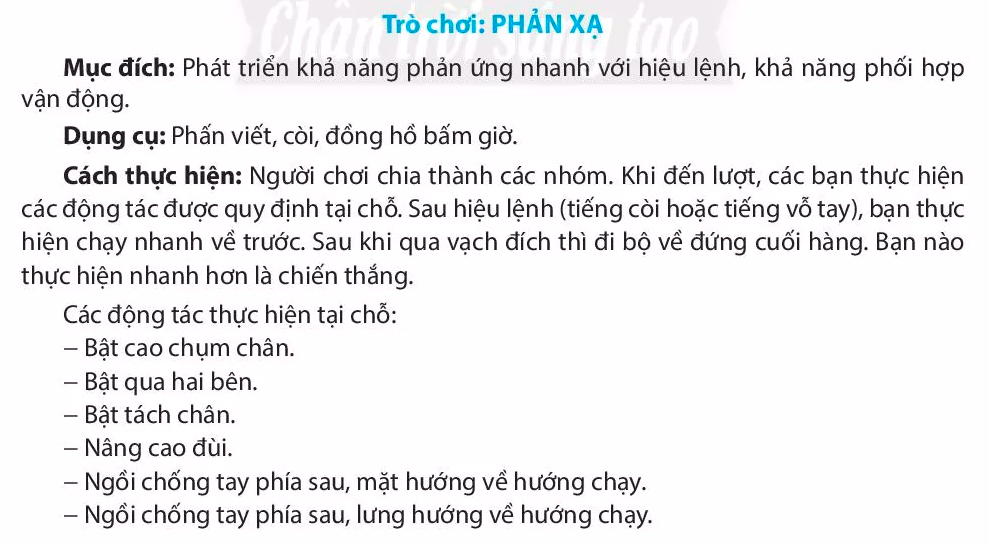 Chân trời sáng tạo
Trò chơi: PHẢN XẠ
Mục đích: Phát triển khả năng phản ứng nhanh với hiệu lệnh, khả năng phối hợp
vận động.
Dụng cụ: Phấn viết, còi, đồng hồ bấm giờ.
Cách thực hiện: Người chơi chia thành các nhóm. Khi đến lượt, các bạn thực hiện
các động tác được quy định tại chỗ. Sau hiệu lệnh (tiếng còi hoặc tiếng vỗ tay), bạn thực
hiện chạy nhanh về trước. Sau khi qua vạch đích thì đi bộ về đứng cuối hàng. Bạn nào
thực hiện nhanh hơn là chiến thắng.
Các động tác thực hiện tại chỗ:
– Bật cao chụm chân.
– Bật qua hai bên.
– Bật tách chân.
– Nâng cao đùi.
– Ngồi chống tay phía sau, mặt hướng về hướng chạy.
– Ngồi chống tay phía sau, lưng hướng về hướng chạy.